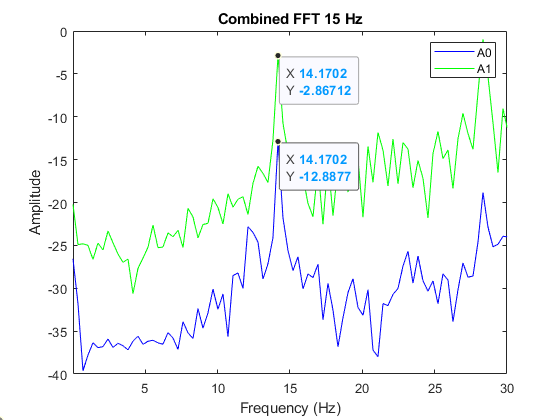 Combined FFT 15 Hz
A0
A1
X 14.1702
Y -2.86712
X 14.1702
Y -12.8877
Amplitude
0
-5
-10
-15
-20
-25
-30
-35
-40
5
10
15
20
25
30
Frequency (Hz)